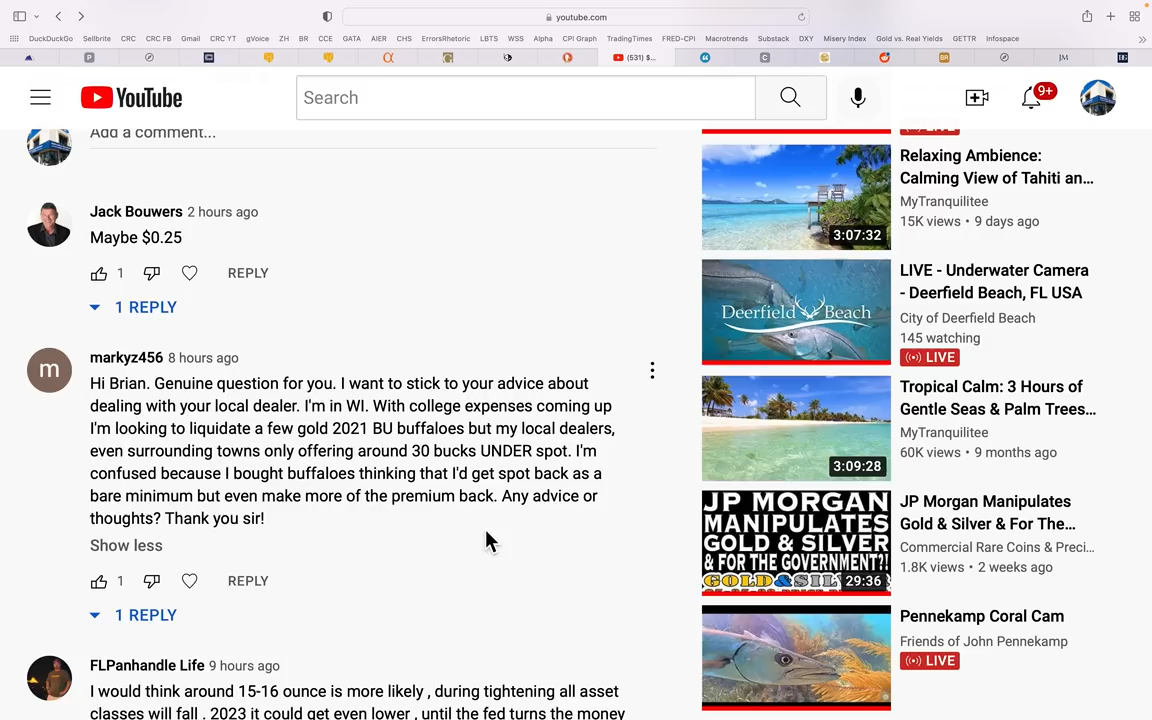 youtube.com
DuckDuckGo Sellbrite CRC CRC FB Gmail CRC YT gVoice ZH BR CCE GATA AIER CHS ErrorsRhetoric LBTS WSS Alpha CPI Graph TradingTimes FRED-CPI Macrotrends Substack DXY Misery Index Gold vs. Real Yields GETTR Infospace
(531) $...
JM
YouTube
Search
9+
Add a comment...
Jack Bouwers 2 hours ago
Maybe $0.25
1 REPLY
1 REPLY
markyz456 8 hours ago
Hi Brian. Genuine question for you. I want to stick to your advice about
dealing with your local dealer. I'm in WI. With college expenses coming up
I'm looking to liquidate a few gold 2021 BU buffaloes but my local dealers,
even surrounding towns only offering around 30 bucks UNDER spot. I'm
confused because I bought buffaloes thinking that I'd get spot back as a
bare minimum but even make more of the premium back. Any advice or
thoughts? Thank you sir!
Show less
1 REPLY
1 REPLY
FLPanhandle Life 9 hours ago
I would think around 15-16 ounce is more likely , during tightening all asset
classes will fall . 2023 it could get even lower , until the fed turns the money
LIVE
3:07:32
Relaxing Ambience:
Calming View of Tahiti an...
MyTranquilitee
15K views • 9 days ago
Deerfield Beach
LIVE - Underwater Camera
- Deerfield Beach, FL USA
City of Deerfield Beach
145 watching
LIVE
3:09:28
Tropical Calm: 3 Hours of
Gentle Seas & Palm Trees...
MyTranquilitee
60K views • 9 months ago
JP MORGAN
MANIPULATES
GOLD & SILVER
& FOR THE GOVERNMENT?!
GOLD&SIL
29:36
JP Morgan Manipulates
Gold & Silver & For The...
Commercial Rare Coins & Preci...
1.8K views • 2 weeks ago
Pennekamp Coral Cam
Friends of John Pennekamp
LIVE